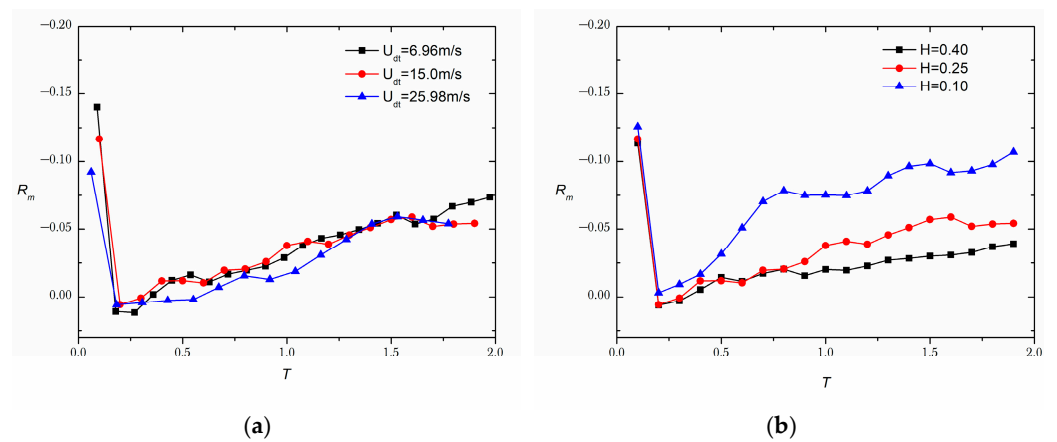 −0.20
−0.15
−0.10
−0.05
0.00
R_m
0.0 0.5 1.0 1.5 2.0
T
U_dt=6.96m/s
U_dt=15.0m/s
U_dt=25.98m/s
(a)
−0.20
−0.15
−0.10
−0.05
0.00
R_m
0.0 0.5 1.0 1.5 2.0
T
H=0.40
H=0.25
H=0.10
(b)